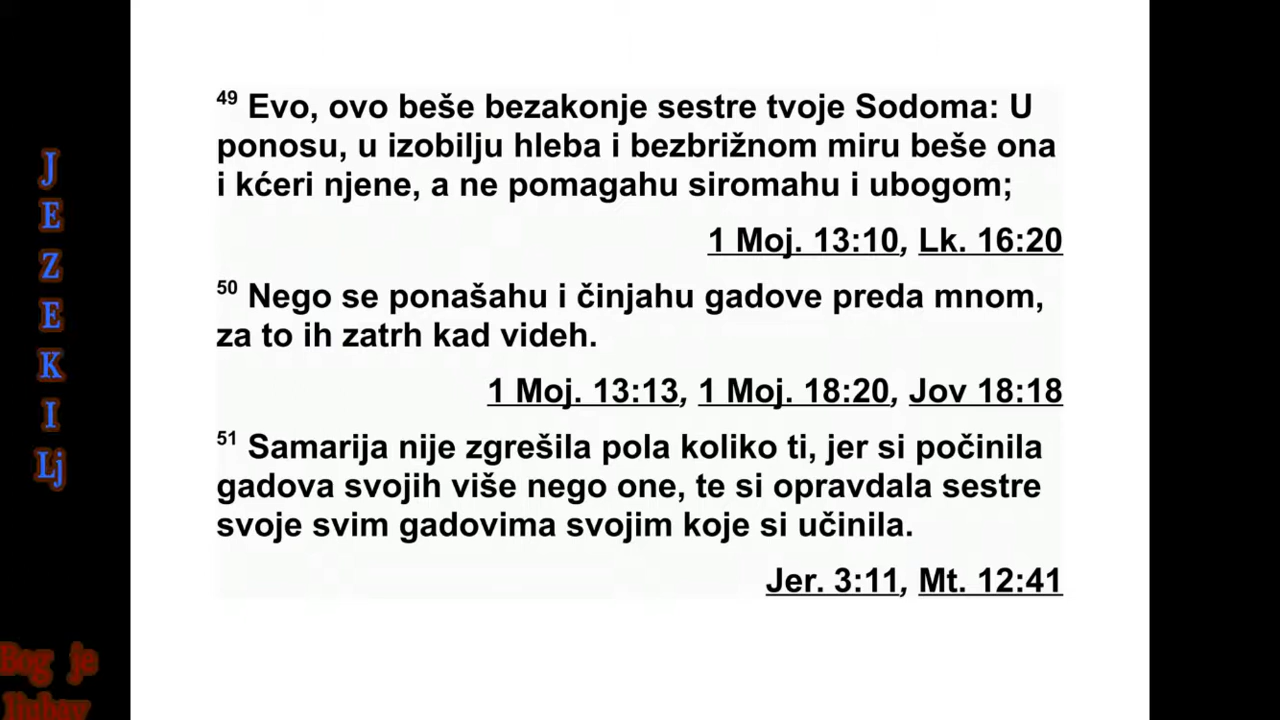 J
E
Z
E
K
I
Lj
Bog je
ljubav
49 Evo, ovo beše bezakonje sestre tvoje Sodoma: U
ponosu, u izobilju hleba i bezbrižnom miru beše ona
i kćeri njene, a ne pomagahu siromahu i ubogom;
1 Moj. 13:10, Lk. 16:20
50 Nego se ponašahu i činjahu gadove preda mnom,
za to ih zatrh kad videh.
1 Moj. 13:13, 1 Moj. 18:20, Jov 18:18
51 Samarija nije zgrešila pola koliko ti, jer si počinila
gadova svojih više nego one, te si opravdala sestre
svoje svim gadovima svojim koje si učinila.
Jer. 3:11, Mt. 12:41